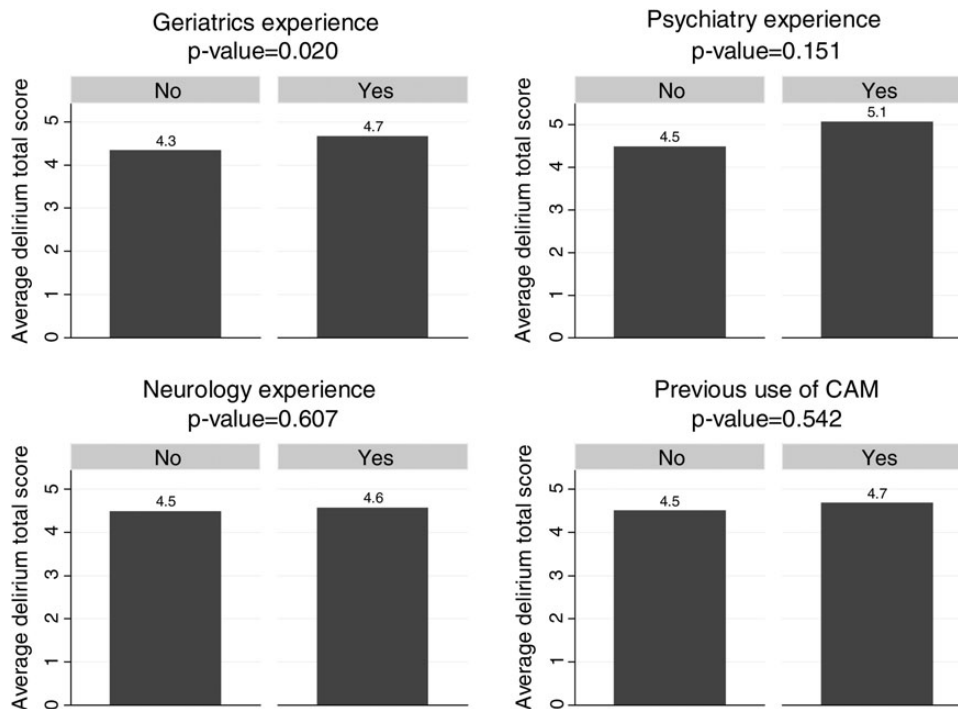 Geriatrics experience
p-value=0.020
No Yes
Average delirium total score
5
4
3
2
1
0
4.3
4.7
Psychiatry experience
p-value=0.151
No Yes
Average delirium total score
5
4
3
2
1
0
4.5
5.1
Neurology experience
p-value=0.607
No Yes
Average delirium total score
5
4
3
2
1
0
4.5
4.6
Previous use of CAM
p-value=0.542
No Yes
Average delirium total score
5
4
3
2
1
0
4.5
4.7